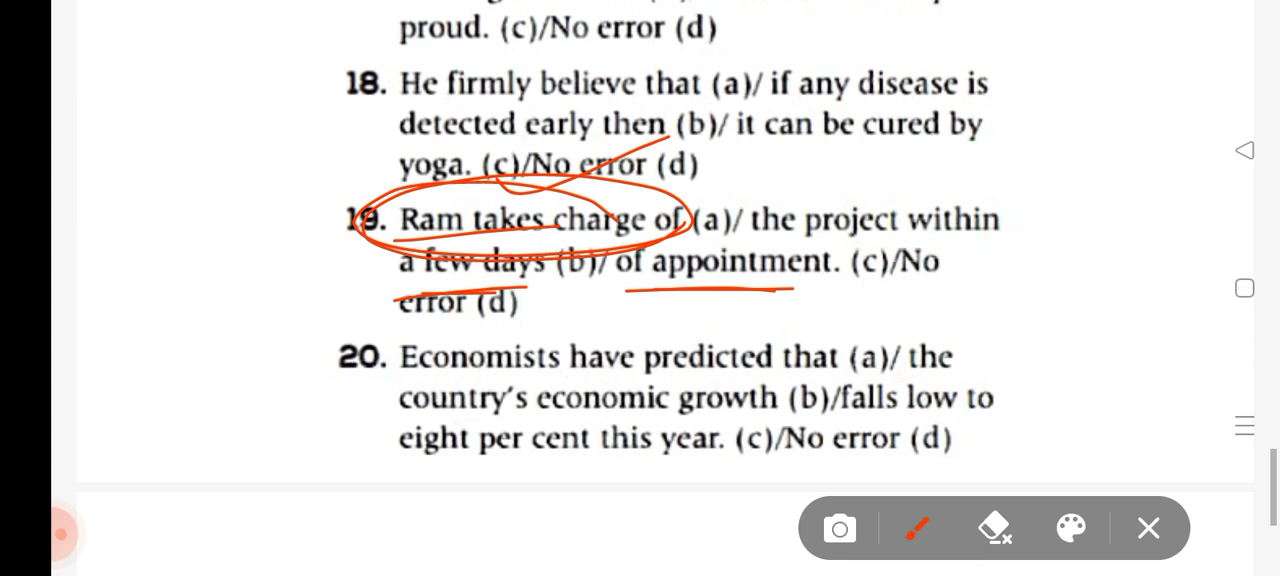 proud. (c)/No error (d)
18. He firmly believe that (a)/ if any disease is
detected early then (b)/ it can be cured by
yoga. (c)/No error (d)
19. Ram takes charge of (a)/ the project within
a few days (b)/ of appointment. (c)/No
error (d)
20. Economists have predicted that (a)/ the
country's economic growth (b)/falls low to
eight per cent this year. (c)/No error (d)